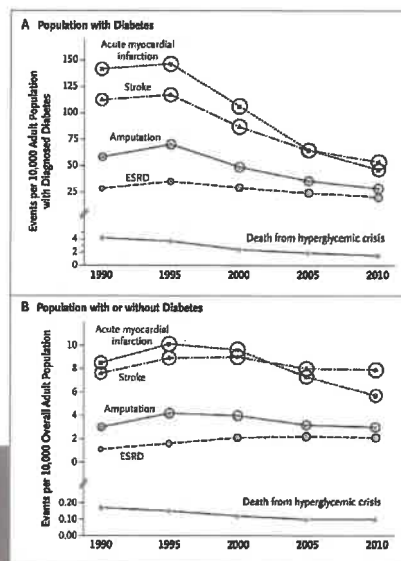 A Population with Diabetes
Events per 10,000 Adult Population
with Diagnosed Diabetes
150
125
100
75
50
25
4
2
0
Acute myocardial
infarction
Stroke
Amputation
ESRD
Death from hyperglycemic crisis
1990 1995 2000 2005 2010
B Population with or without Diabetes
Events per 10,000 Overall Adult Population
10
8
6
4
2
0
0.20
0.10
0.00
Acute myocardial
infarction
Stroke
Amputation
ESRD
Death from hyperglycemic crisis
1990 1995 2000 2005 2010